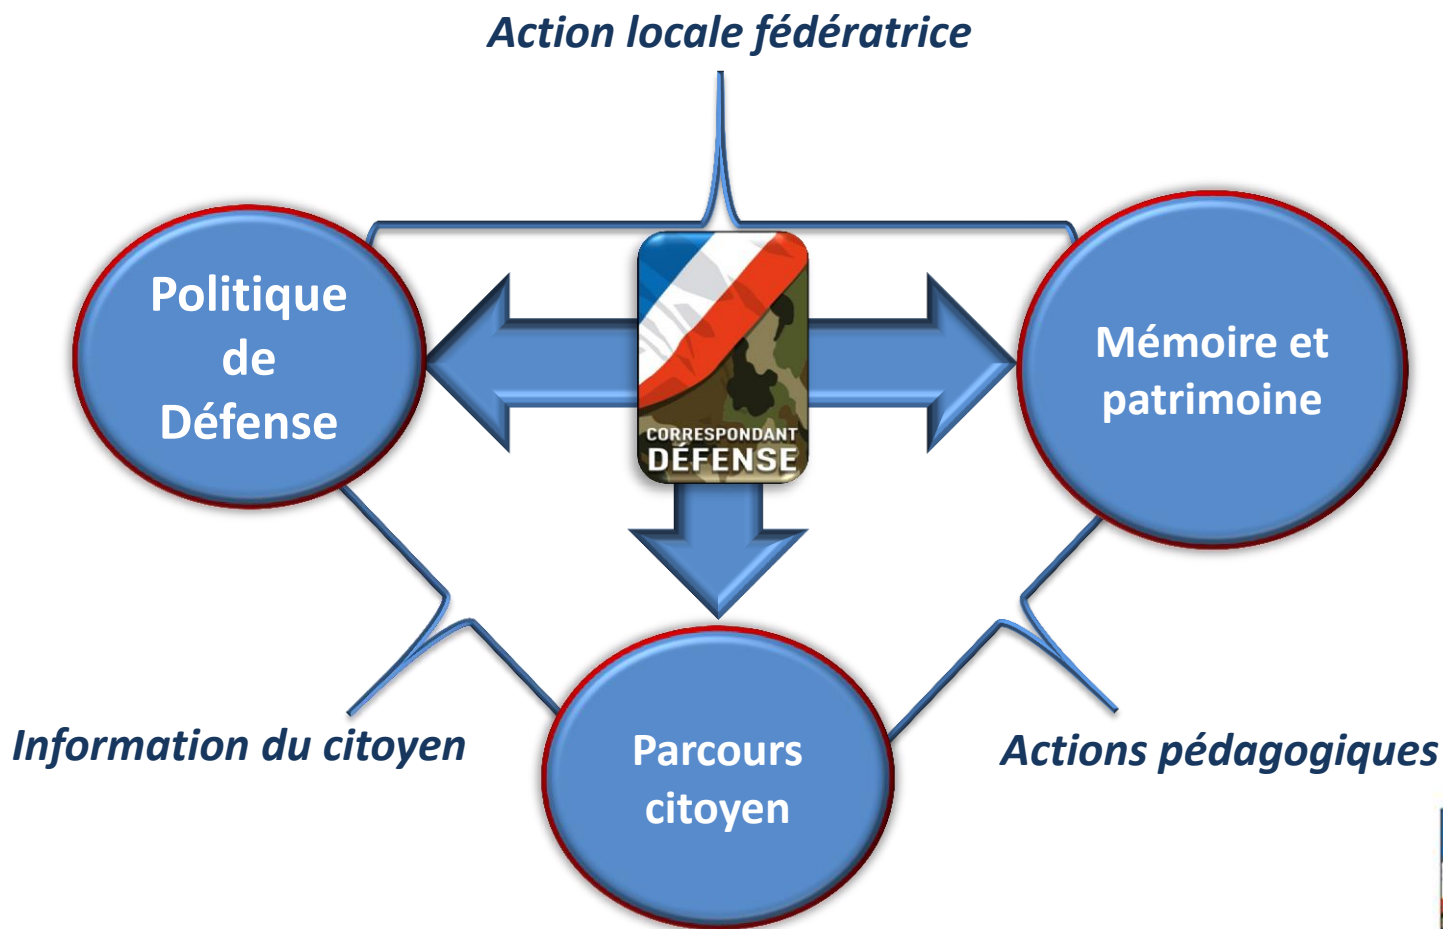 Action locale fédératrice
Politique
de
Défense
CORRESPONDANT
DÉFENSE
Mémoire et
patrimoine
Information du citoyen
Parcours
citoyen
Actions pédagogiques